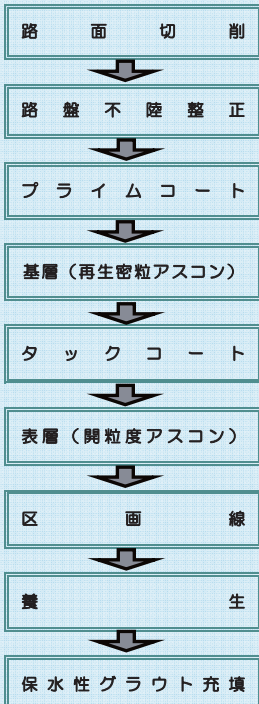 路面切削
路盤不陸整正
プライムコート
基層（再生密粒アスコン）
タックコート
表層（開粒度アスコン）
区画線
養生
保水性グラウト充填